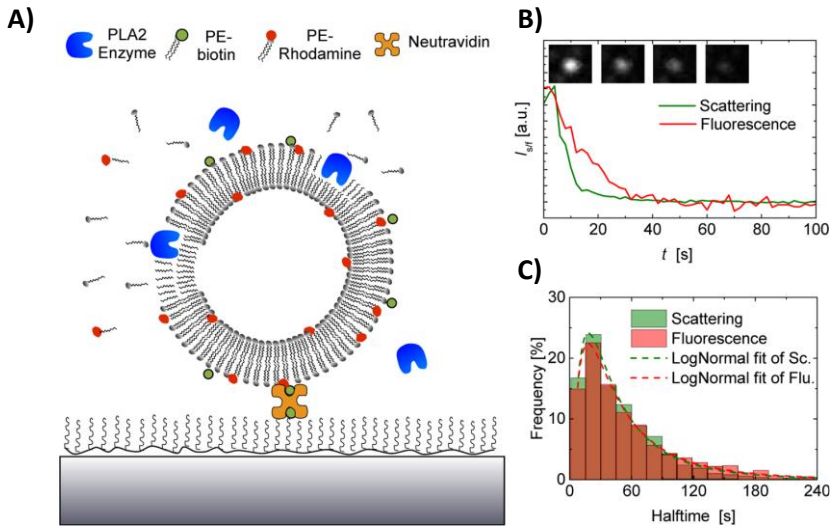 A)
PLA2
Enzyme
PE-
biotin
PE-
Rhodamine
Neutravidin
B)
I_{s/f} [a.u.]
Scattering
Fluorescence
0 20 40 60 80 100
t [s]
C)
Frequency [%]
30
20
10
0
Scattering
Fluorescence
LogNormal fit of Sc.
LogNormal fit of Flu.
0 60 120 180 240
Halftime [s]